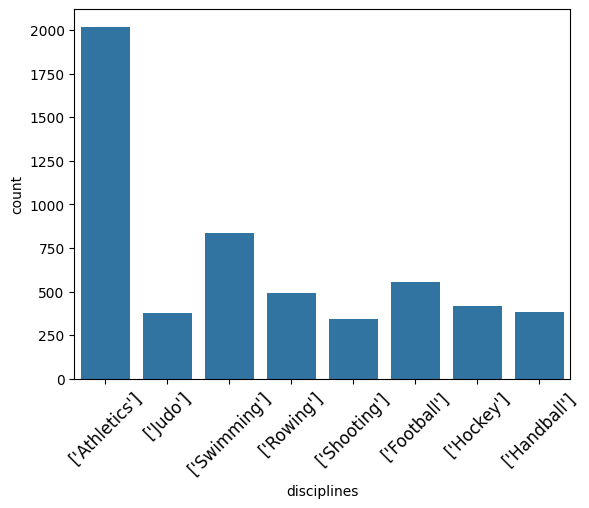 2000
1750
1500
1250
1000
750
500
250
0
count
['Athletics']
['Judo']
['Swimming']
['Rowing']
['Shooting']
['Football']
['Hockey']
['Handball']
disciplines